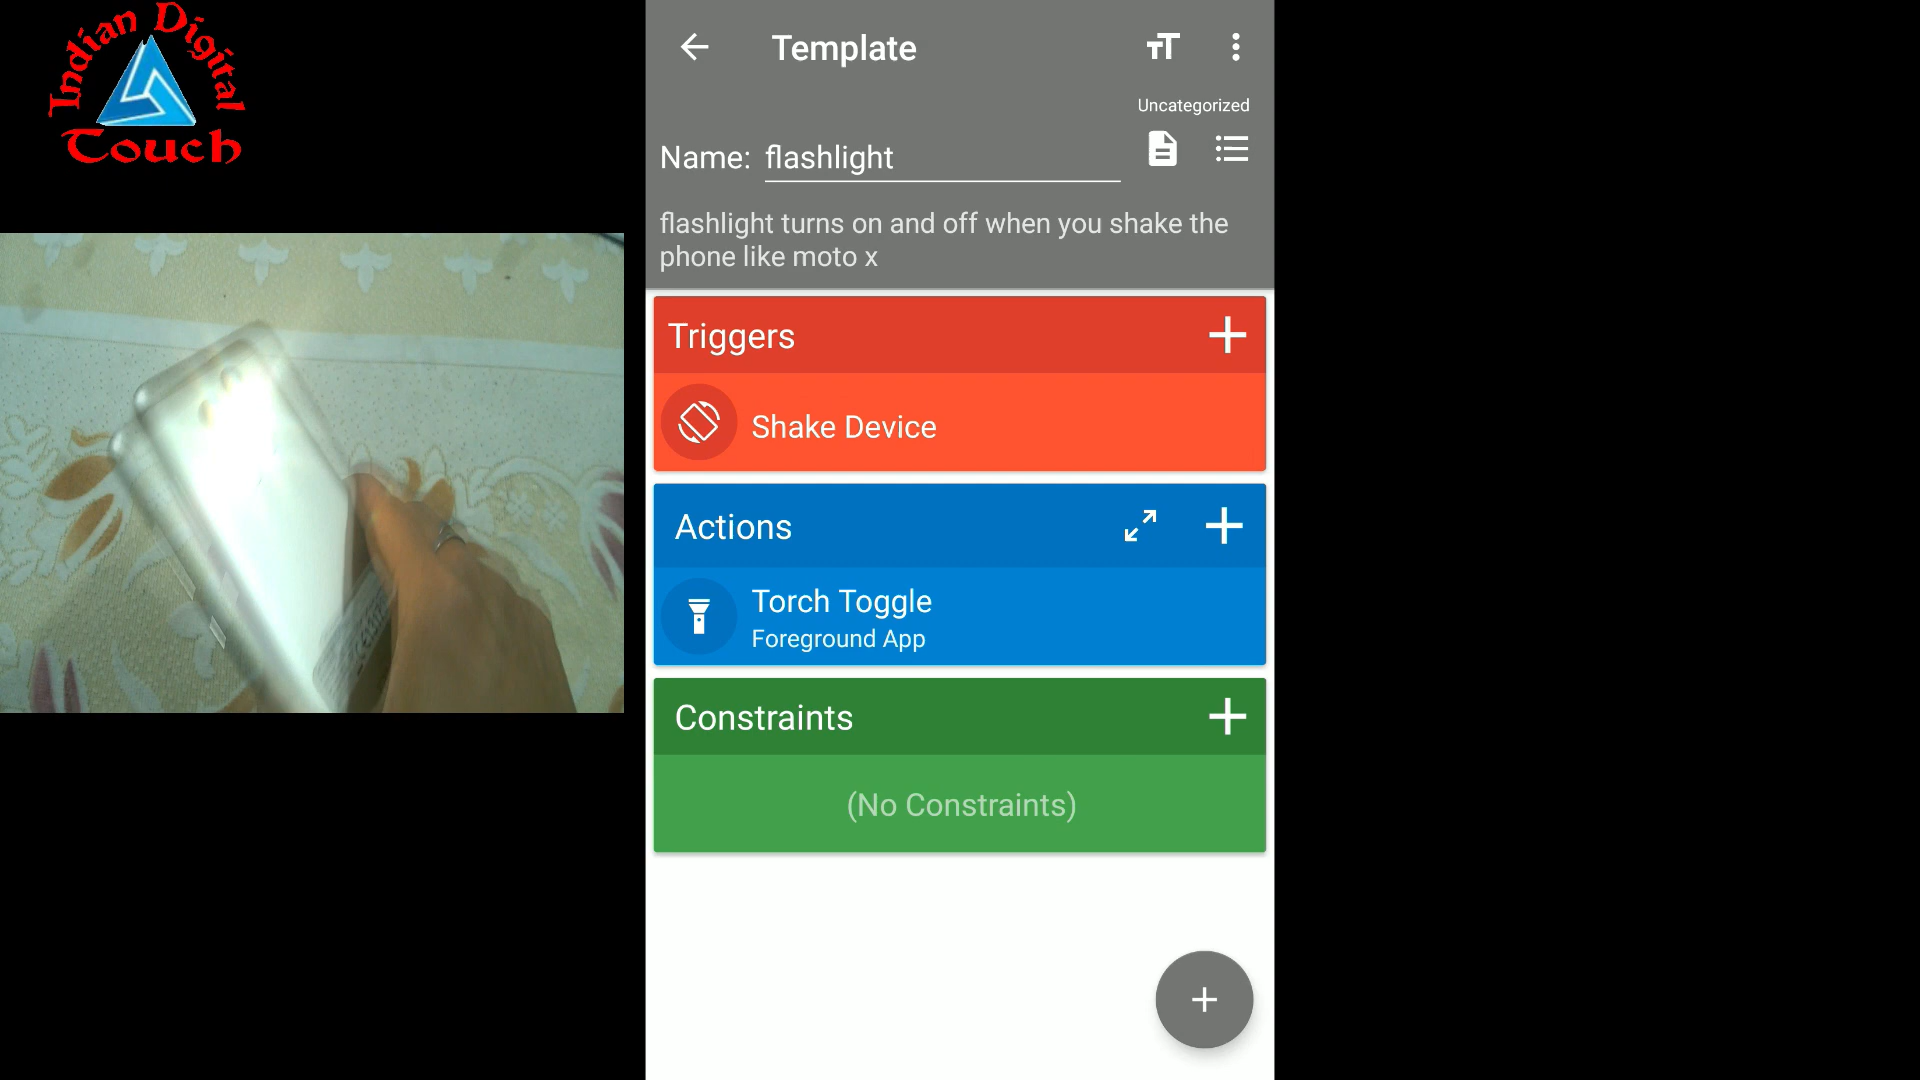 Indian Digital
Touch
Template
Uncategorized
Name: flashlight
flashlight turns on and off when you shake the
phone like moto x
Triggers
Shake Device
Actions
Torch Toggle
Foreground App
Constraints
(No Constraints)